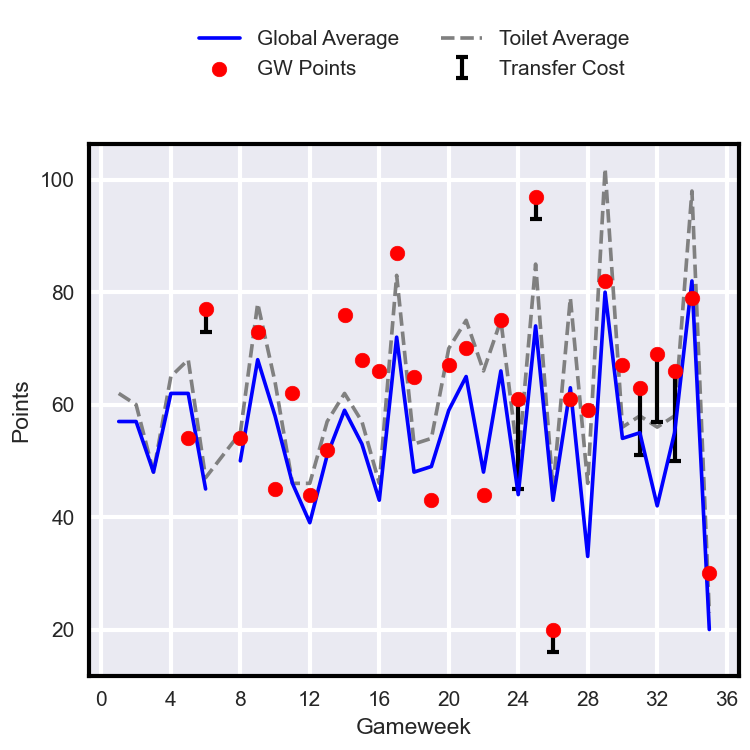 Global Average
Toilet Average
GW Points
Transfer Cost
100
80
60
40
20
Points
0 4 8 12 16 20 24 28 32 36
Gameweek